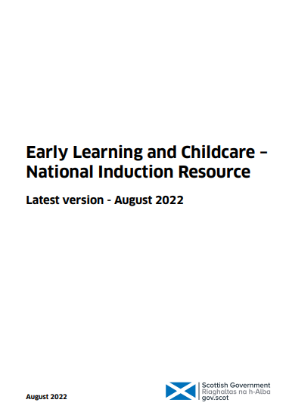 Early Learning and Childcare –
National Induction Resource
Latest version - August 2022
August 2022
Scottish Government
Riaghaltas na h-Alba
gov.scot